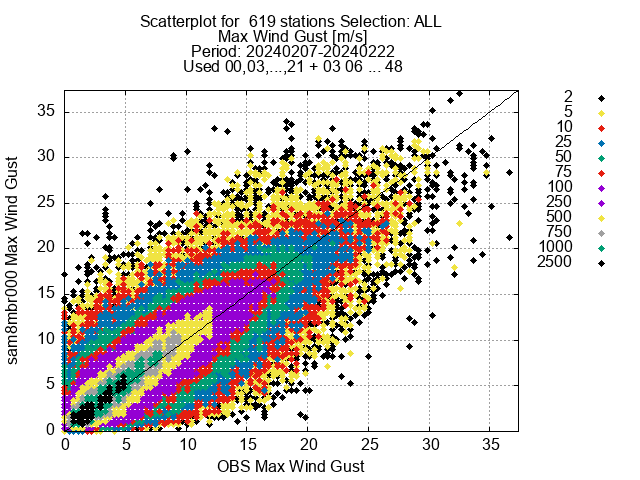 Scatterplot for  619 stations Selection: ALL
Max Wind Gust [m/s]
Period: 20240207-20240222
Used 00,03,...,21 + 03 06 ... 48
sam8mbr000 Max Wind Gust
35
30
25
20
15
10
5
0
0 5 10 15 20 25 30 35
OBS Max Wind Gust
2
5
10
25
50
75
100
250
500
750
1000
2500